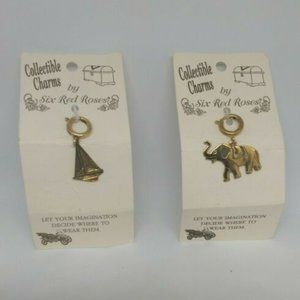 Collectible
Charms
by
Six Red Roses
LET YOUR IMAGINATION
DECIDE WHERE TO
WEAR THEM.
Collectible
Charms
by
Six Red Roses
LET YOUR IMAGINATION
DECIDE WHERE TO
WEAR THEM.